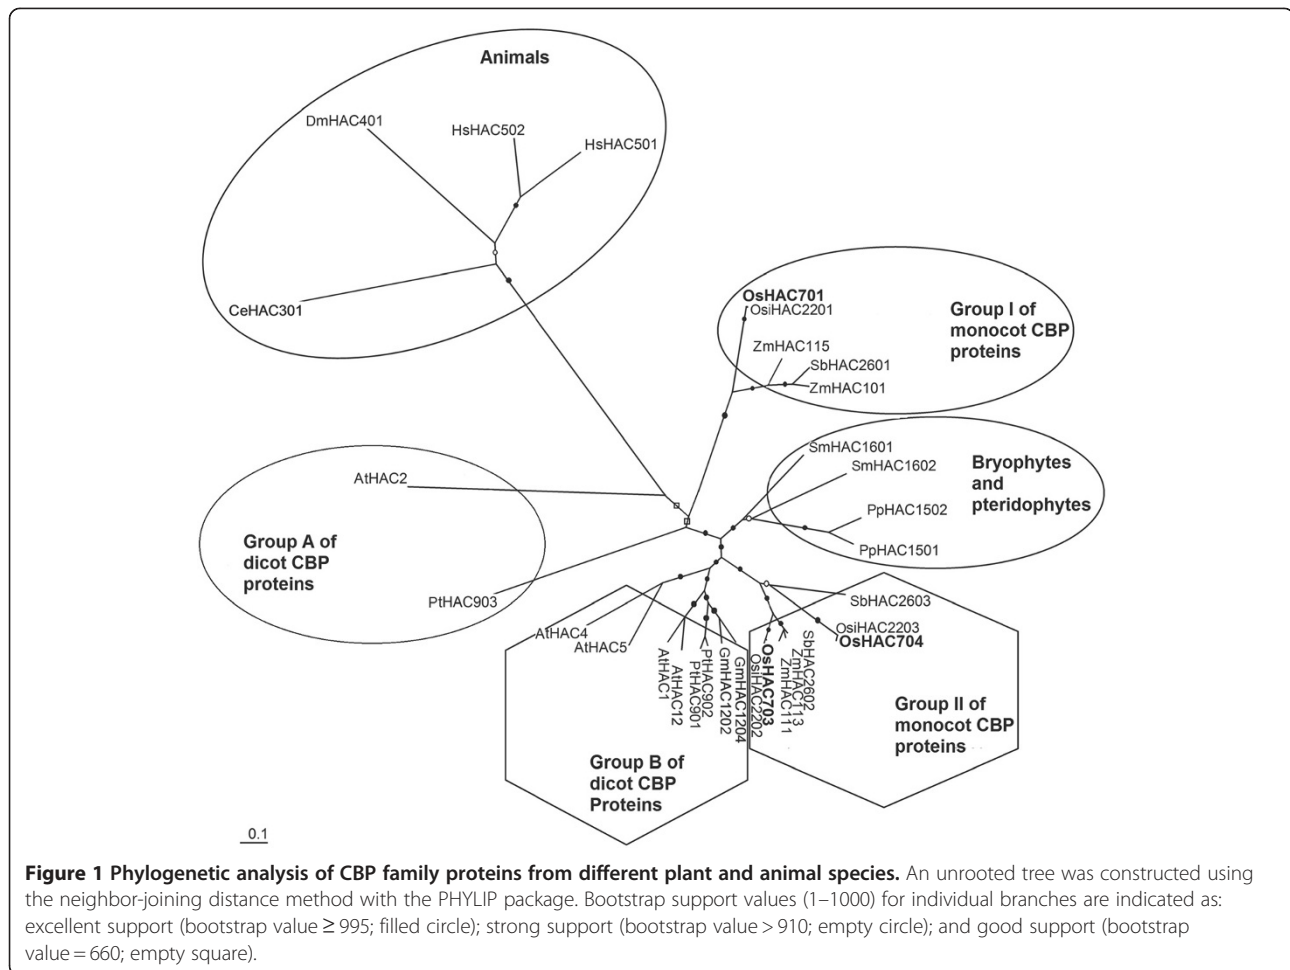 Animals
DmHAC401
HsHAC502
HsHAC501
CeHAC301
OsHAC701
OsiHAC2201
Group I of
monocot CBP
proteins
ZmHAC115
SbHAC2601
ZmHAC101
SmHAC1601
SmHAC1602
Bryophytes
and
pteridophytes
PpHAC1502
PpHAC1501
AtHAC2
Group A of
dicot CBP
proteins
PtHAC903
SbHAC2603
OsiHAC2203
OsHAC704
AtHAC4
AtHAC5
AtHAC1
AtHAC12
PtHAC901
PtHAC902
GmHAC1202
GmHAC1204
OsiHAC2202
OsHAC703
ZmHAC111
ZmHAC113
SbHAC2602
Group II of
monocot CBP
proteins
Group B of
dicot CBP
Proteins
0.1
Figure 1 Phylogenetic analysis of CBP family proteins from different plant and animal species. An unrooted tree was constructed using
the neighbor-joining distance method with the PHYLIP package. Bootstrap support values (1–1000) for individual branches are indicated as:
excellent support (bootstrap value ≥ 995; filled circle); strong support (bootstrap value > 910; empty circle); and good support (bootstrap
value = 660; empty square).